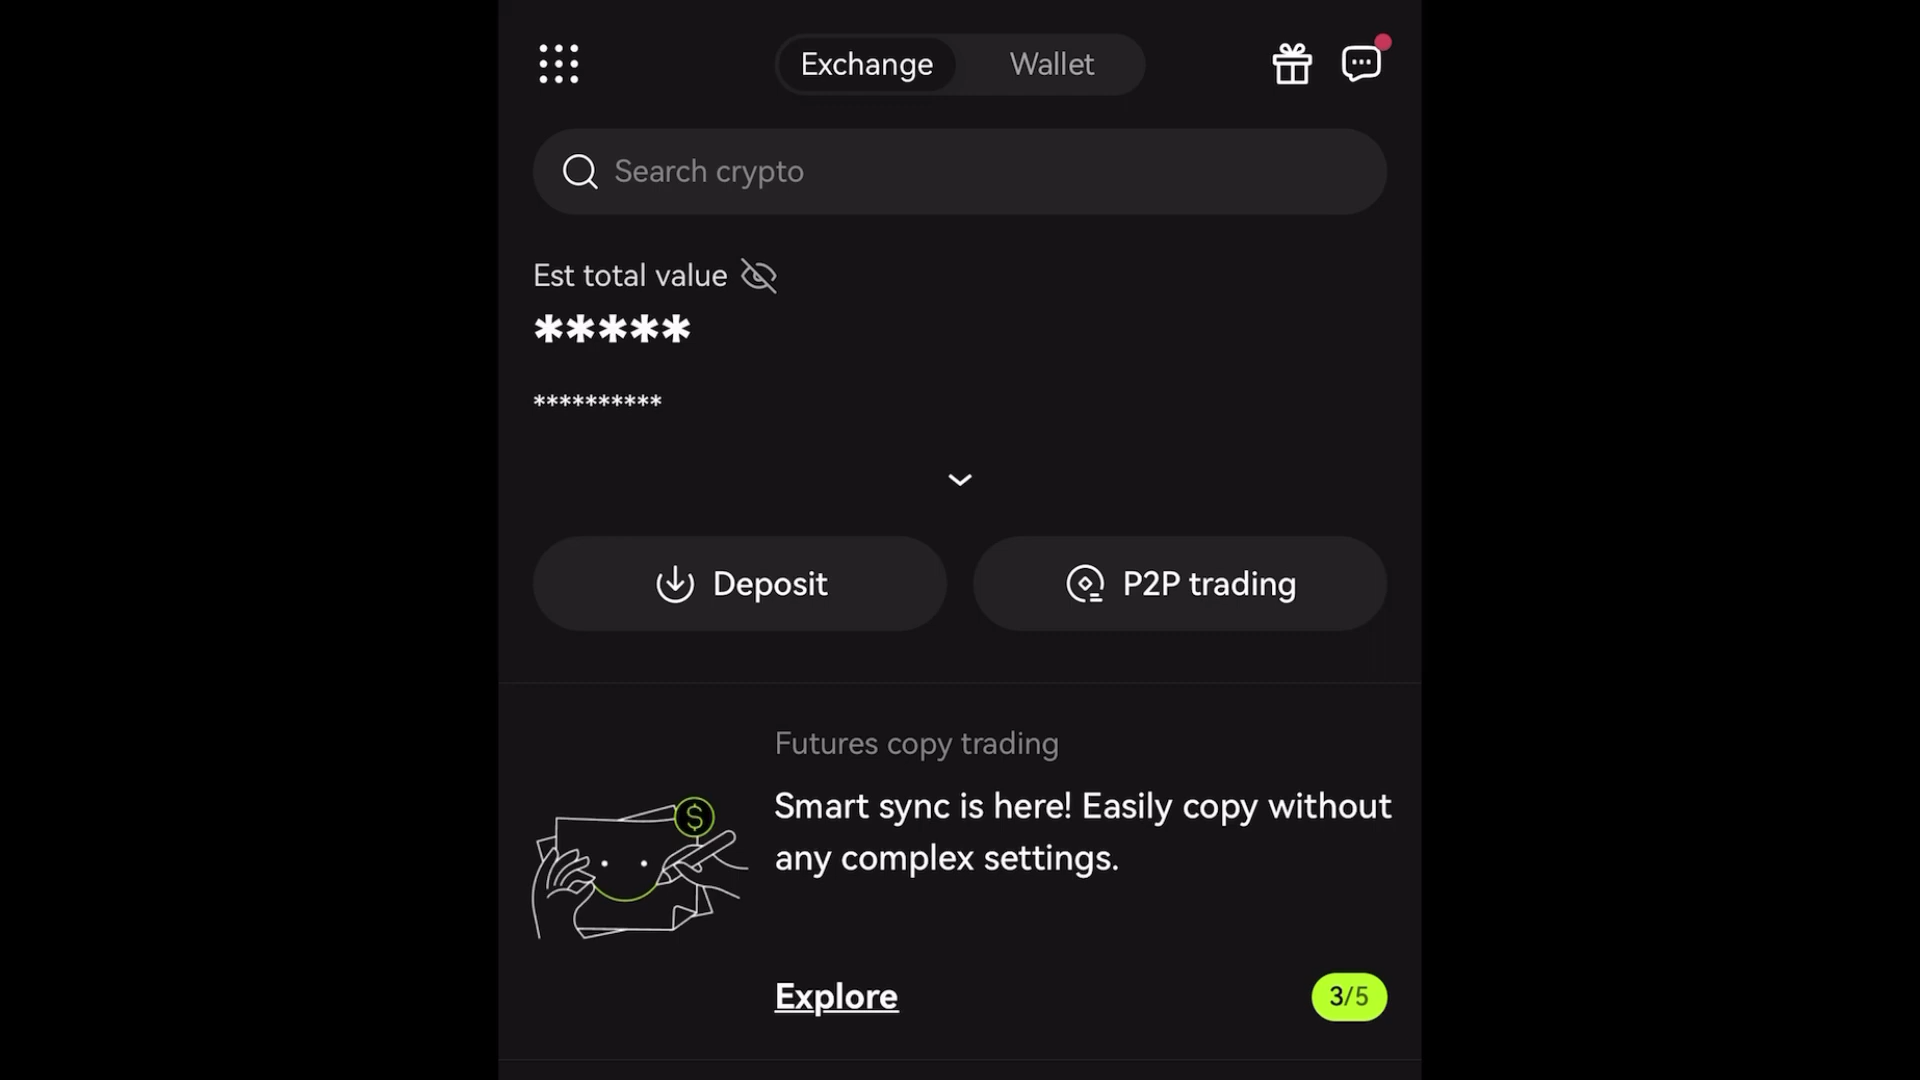 Exchange Wallet
Search crypto
Est total value
*****
**********
Deposit P2P trading
Futures copy trading
Smart sync is here! Easily copy without
any complex settings.
$
Explore 3/5